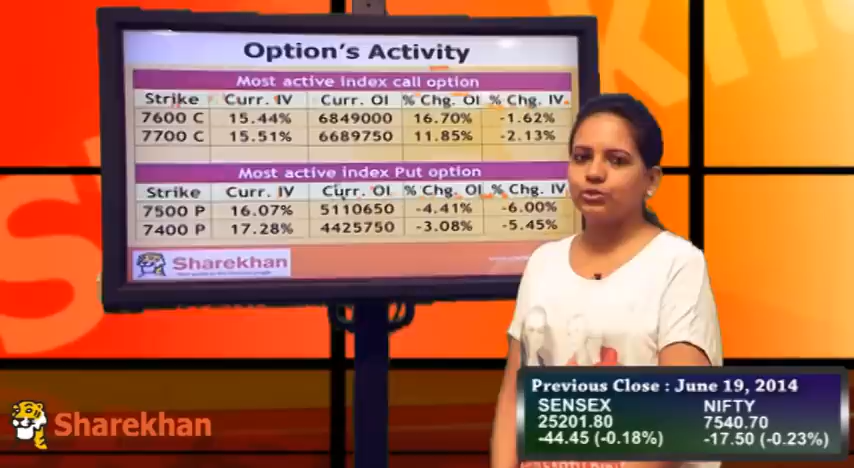 Option's Activity
Most active index call option
Strike Curr. IV Curr. OI % Chg. OI % Chg. IV
7600 C 15.44% 6849000 16.70% -1.62%
7700 C 15.51% 6689750 11.85% -2.13%
Most active index Put option
Strike Curr. IV Curr. OI % Chg. OI % Chg. IV
7500 P 16.07% 5110650 -4.41% -6.00%
7400 P 17.28% 4425750 -3.08% -5.45%
Sharekhan
Sharekhan
Previous Close : June 19, 2014
SENSEX NIFTY
25201.80 7540.70
-44.45 (-0.18%) -17.50 (-0.23%)